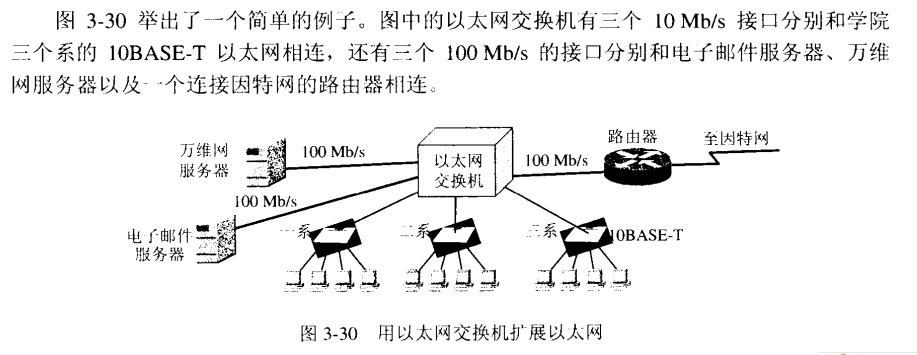 图 3-30 举出了一个简单的例子。图中的以太网交换机有三个 10 Mb/s 接口分别和学院
三个系的 10BASE-T 以太网相连，还有三个 100 Mb/s 的接口分别和电子邮件服务器、万维
网服务器以及一个连接因特网的路由器相连。
万维网
服务器
100 Mb/s
以太网
交换机
100 Mb/s
路由器
至因特网
100 Mb/s
电子邮件
服务器
一系
二系
三系
10BASE-T
图 3-30 用以太网交换机扩展以太网